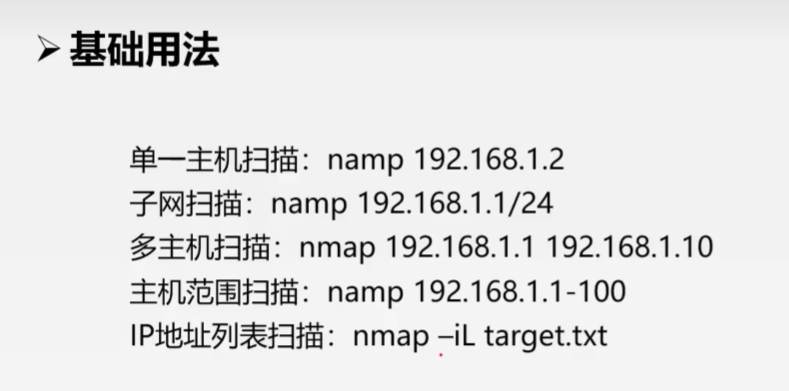 基础用法
单一主机扫描：namp 192.168.1.2
子网扫描：namp 192.168.1.1/24
多主机扫描：nmap 192.168.1.1 192.168.1.10
主机范围扫描：namp 192.168.1.1-100
IP地址列表扫描：nmap –iL target.txt